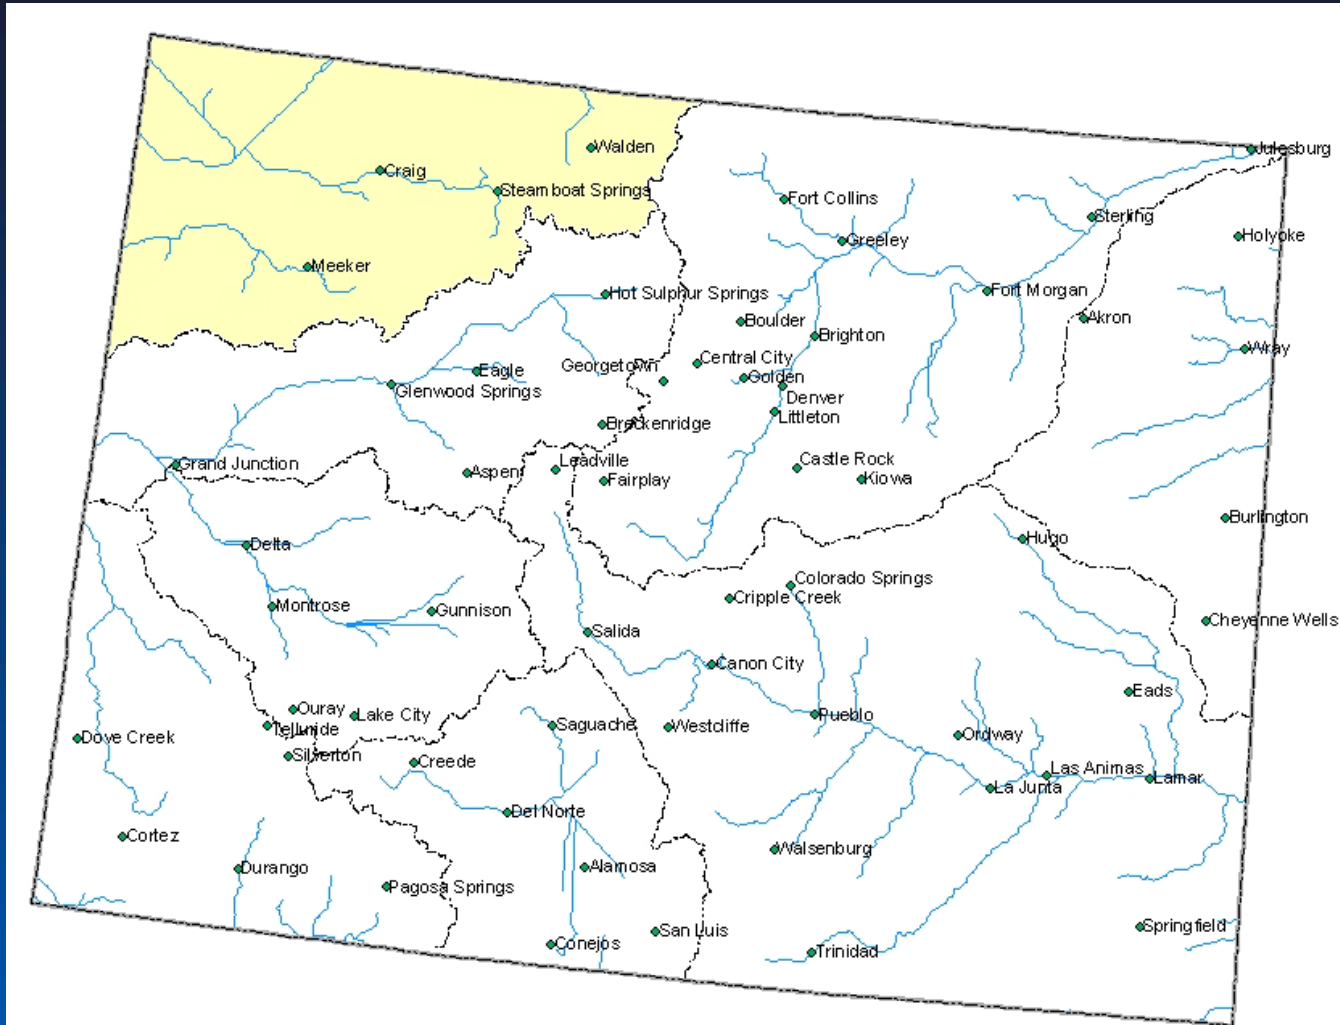 Julesburg
Walden
Craig
Steamboat Springs
Fort Collins
Sterling
Holyoke
Greeley
Meeker
Hot Sulphur Springs
Fort Morgan
Boulder
Akron
Brighton
Wray
Central City
Georgetown
Eagle
Golden
Glenwood Springs
Denver
Littleton
Breckenridge
Castle Rock
Leadville
Grand Junction
Aspen
Fairplay
Kiowa
Burlington
Hugo
Delta
Colorado Springs
Cripple Creek
Montrose
Gunnison
Cheyenne Wells
Salida
Canon City
Eads
Ouray
Lake City
Pueblo
Telluride
Saguache
Westcliffe
Ordway
Dove Creek
Silverton
Creede
Las Animas
Lamar
La Junta
Del Norte
Cortez
Walsenburg
Durango
Alamosa
Pagosa Springs
Springfield
San Luis
Conejos
Trinidad